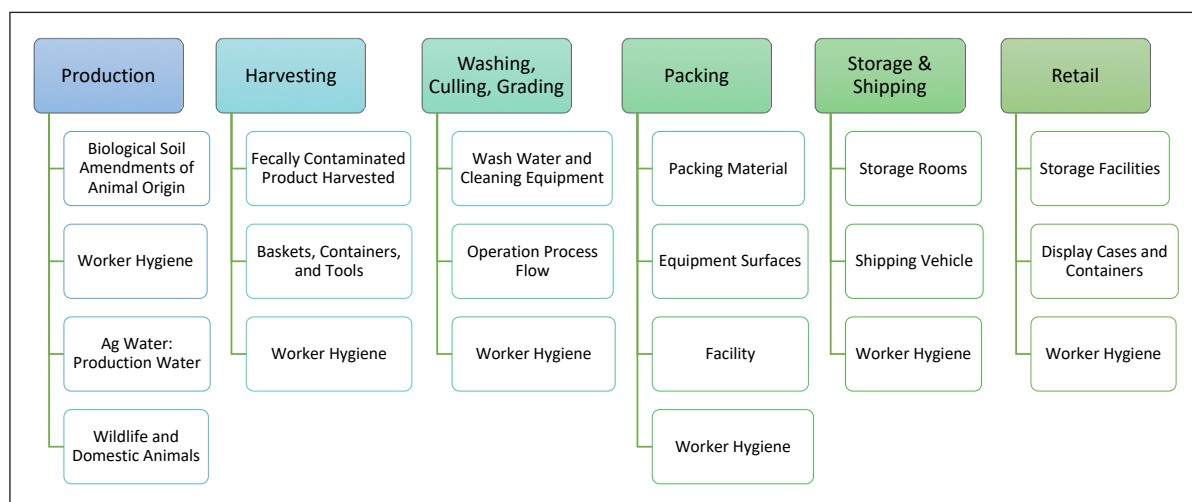 Production
Biological Soil
Amendments of
Animal Origin
Worker Hygiene
Ag Water:
Production Water
Wildlife and
Domestic Animals
Harvesting
Fecally Contaminated
Product Harvested
Baskets, Containers,
and Tools
Worker Hygiene
Washing,
Culling, Grading
Wash Water and
Cleaning Equipment
Operation Process
Flow
Worker Hygiene
Packing
Packing Material
Equipment Surfaces
Facility
Worker Hygiene
Storage &
Shipping
Storage Rooms
Shipping Vehicle
Worker Hygiene
Retail
Storage Facilities
Display Cases and
Containers
Worker Hygiene